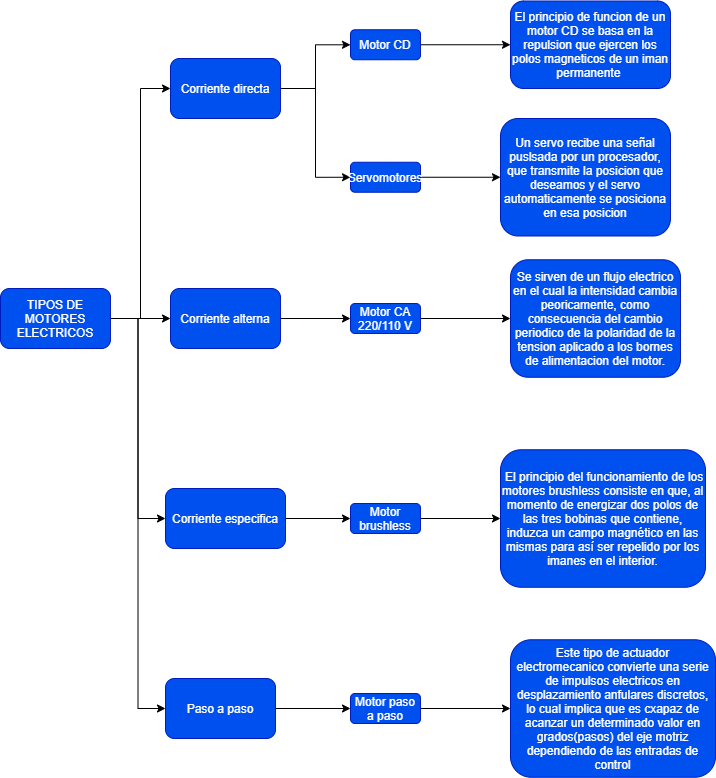 TIPOS DE
MOTORES
ELECTRICOS
Corriente directa
Motor CD
El principio de funcion de un
motor CD se basa en la
repulsion que ejercen los
polos magneticos de un iman
permanente
Servomotores
Un servo recibe una señal
puslsada por un procesador,
que transmite la posicion que
deseamos y el servo
automaticamente se posiciona
en esa posicion
Corriente alterna
Motor CA
220/110 V
Se sirven de un flujo electrico
en el cual la intensidad cambia
peoricamente, como
consecuencia del cambio
periodico de la polaridad de la
tension aplicado a los bornes
de alimentacion del motor.
Corriente especifica
Motor
brushless
El principio del funcionamiento de los
motores brushless consiste en que, al
momento de energizar dos polos de
las tres bobinas que contiene,
induzca un campo magnético en las
mismas para así ser repelido por los
imanes en el interior.
Paso a paso
Motor paso
a paso
Este tipo de actuador
electromecanico convierte una serie
de impulsos electricos en
desplazamiento anfulares discretos,
lo cual implica que es cxapaz de
acanzar un determinado valor en
grados(pasos) del eje motriz
dependiendo de las entradas de
control